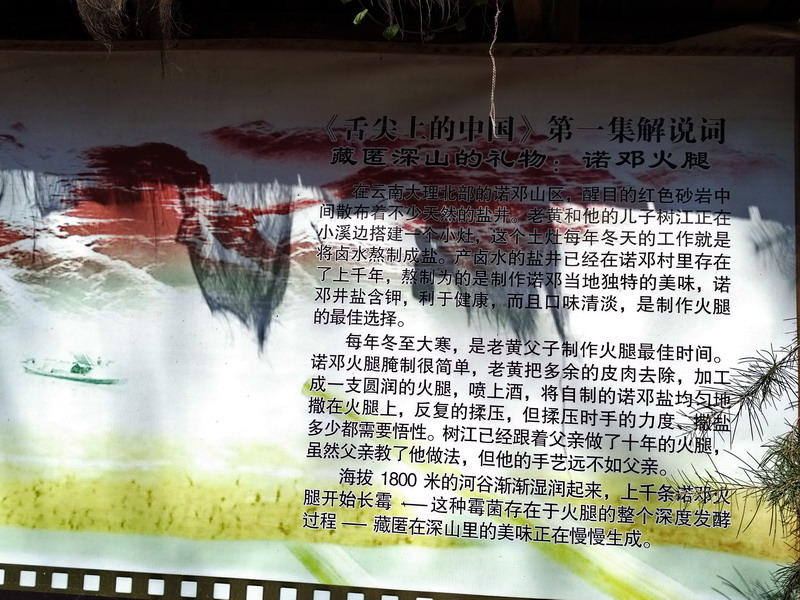 《舌尖上的中国》第一集解说词
藏匿深山的礼物：诺邓火腿
在云南大理北部的诺邓山区，醒目的红色砂岩中
间散布着不少天然的盐井。老黄和他的儿子树江正在
小溪边搭建一个小灶，这个土灶每年冬天的工作就是
将卤水熬制成盐。产卤水的盐井已经在诺邓村里存在
了上千年，熬制为的是制作诺邓当地独特的美味，诺
邓井盐含钾，利于健康，而且口味清淡，是制作火腿
的最佳选择。
每年冬至大寒，是老黄父子制作火腿最佳时间。
诺邓火腿腌制很简单，老黄把多余的皮肉去除，加工
成一支圆润的火腿，喷上酒，将自制的诺邓盐均匀地
撒在火腿上，反复的揉压，但揉压时手的力度、撒盐
多少都需要悟性。树江已经跟着父亲做了十年的火腿，
虽然父亲教了他做法，但他的手艺远不如父亲。
海拔 1800 米的河谷渐渐湿润起来，上千条诺邓火
腿开始长霉 — 这种霉菌存在于火腿的整个深度发酵
过程 — 藏匿在深山里的美味正在慢慢生成。